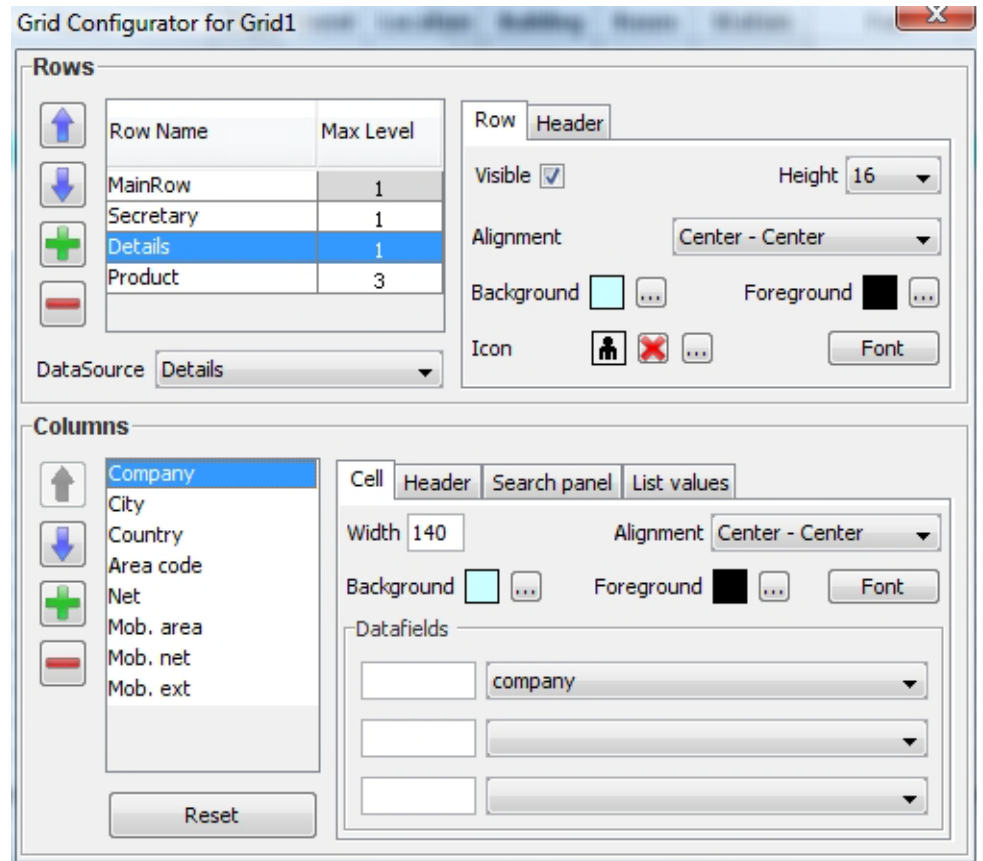 Grid Configurator for Grid1
Rows
Row Name Max Level
MainRow 1
Secretary 1
Details 1
Product 3
DataSource Details
Row Header
Visible Height 16
Alignment Center - Center
Background ... Foreground ...
Icon ... Font
Columns
Company
City
Country
Area code
Net
Mob. area
Mob. net
Mob. ext
Reset
Cell Header Search panel List values
Width 140 Alignment Center - Center
Background ... Foreground ... Font
Datafields
company